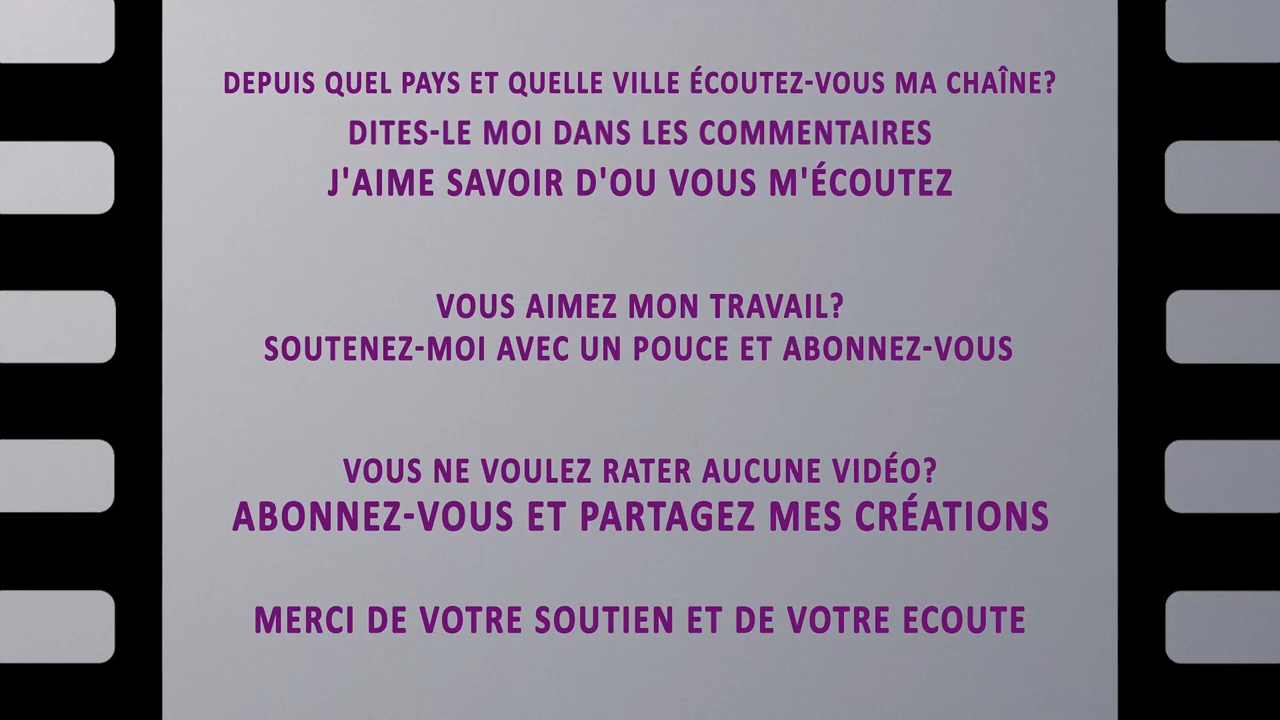 DEPUIS QUEL PAYS ET QUELLE VILLE ÉCOUTEZ-VOUS MA CHAÎNE?
DITES-LE MOI DANS LES COMMENTAIRES
J'AIME SAVOIR D'OU VOUS M'ÉCOUTEZ
VOUS AIMEZ MON TRAVAIL?
SOUTENEZ-MOI AVEC UN POUCE ET ABONNEZ-VOUS
VOUS NE VOULEZ RATER AUCUNE VIDÉO?
ABONNEZ-VOUS ET PARTAGEZ MES CRÉATIONS
MERCI DE VOTRE SOUTIEN ET DE VOTRE ECOUTE